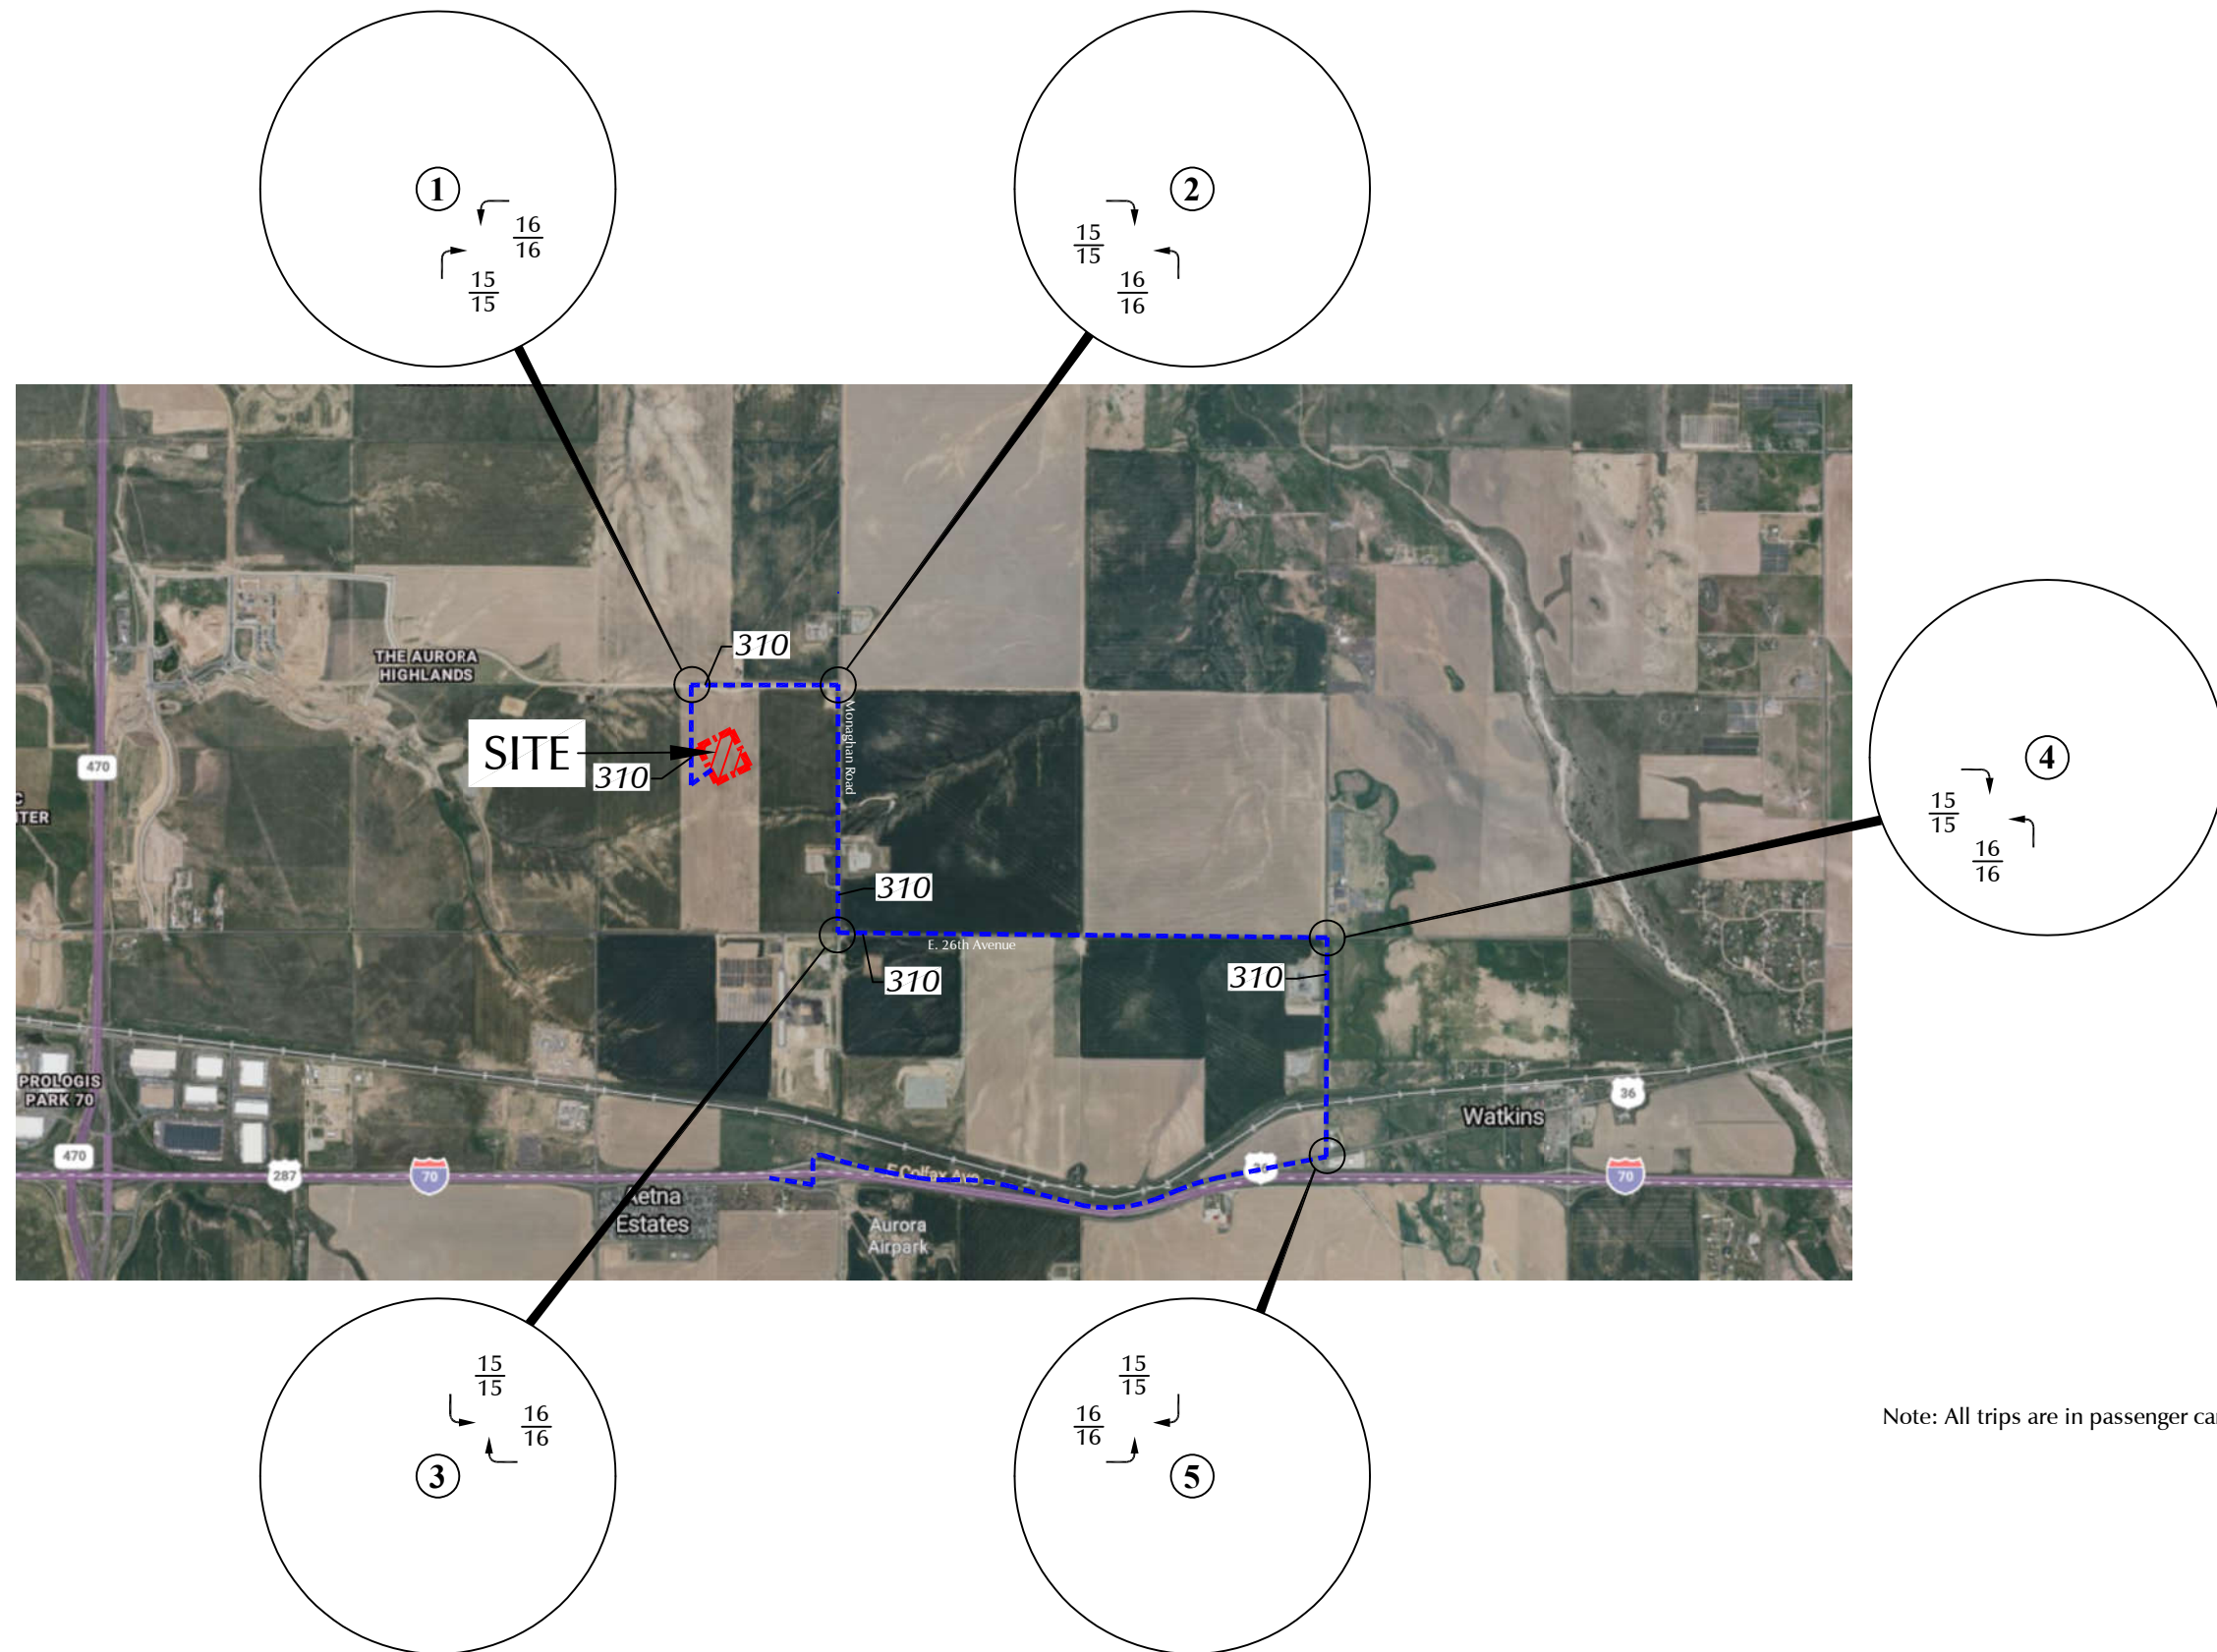 1
16
16
15
15
2
15
15
16
16
310
THE AURORA
HIGHLANDS
SITE
310
Monaghan Road
470
TER
4
15
15
16
16
310
E. 26th Avenue
310
310
PROLOGIS
PARK 70
36
Watkins
470
287
70
E Colfax Ave
36
70
Aetna
Estates
Aurora
Airpark
15
15
16
16
3
15
15
16
16
5
Note: All trips are in passenger